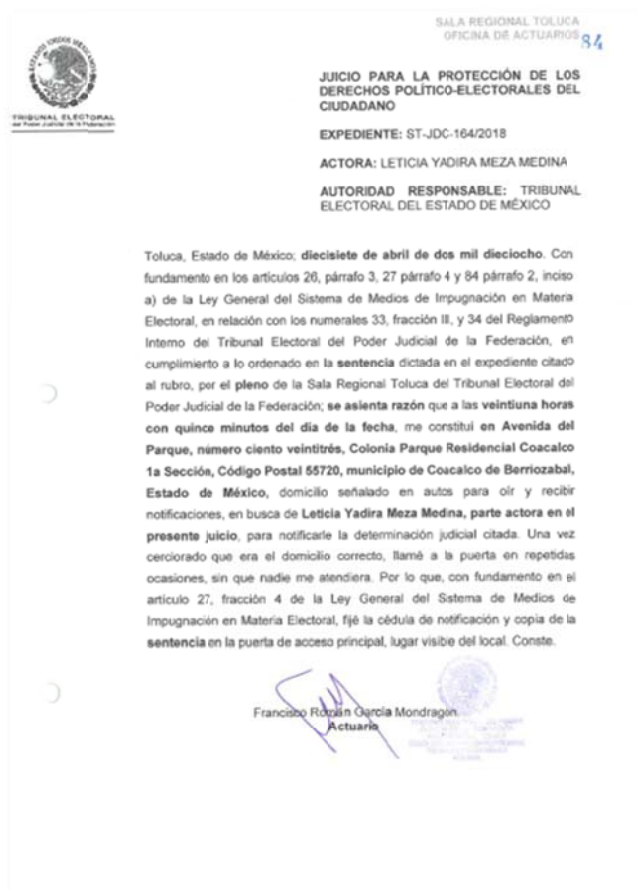 SALA REGIONAL TOLUCA
OFICINA DE ACTUARIOS 84
TRIBUNAL ELECTORAL
del Poder Judicial de la Federación
JUICIO PARA LA PROTECCIÓN DE LOS
DERECHOS POLÍTICO-ELECTORALES DEL
CIUDADANO
EXPEDIENTE: ST-JDC-164/2018
ACTORA: LETICIA YADIRA MEZA MEDINA
AUTORIDAD RESPONSABLE: TRIBUNAL
ELECTORAL DEL ESTADO DE MÉXICO
Toluca, Estado de México; diecisiete de abril de dos mil dieciocho. Con
fundamento en los artículos 26, párrafo 3, 27 párrafo 4 y 84 párrafo 2, inciso
a) de la Ley General del Sistema de Medios de Impugnación en Materia
Electoral, en relación con los numerales 33, fracción III, y 34 del Reglamento
Interno del Tribunal Electoral del Poder Judicial de la Federación, en
cumplimiento a lo ordenado en la sentencia dictada en el expediente citado
al rubro, por el pleno de la Sala Regional Toluca del Tribunal Electoral del
Poder Judicial de la Federación; se asienta razón que a las veintiuna horas
con quince minutos del día de la fecha, me constituí en Avenida del
Parque, número ciento veintitrés, Colonia Parque Residencial Coacalco
1a Sección, Código Postal 55720, municipio de Coacalco de Berriozabal,
Estado de México, domicilio señalado en autos para oír y recibir
notificaciones, en busca de Leticia Yadira Meza Medina, parte actora en el
presente juicio, para notificarle la determinación judicial citada. Una vez
cerciorado que era el domicilio correcto, llamé a la puerta en repetidas
ocasiones, sin que nadie me atendiera. Por lo que, con fundamento en el
artículo 27, fracción 4 de la Ley General del Sstema de Medios de
Impugnación en Materia Electoral, fijé la cédula de notificación y copia de la
sentencia en la puerta de acceso principal, lugar visible del local. Conste.
Francisco Román García Mondragón.
Actuario